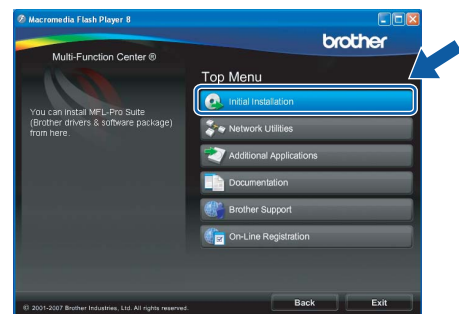 Macromedia Flash Player 8
brother
Multi-Function Center ®
Top Menu
You can install MFL-Pro Suite
(Brother drivers & software package)
from here.
Initial Installation
Network Utilities
Additional Applications
Documentation
Brother Support
On-Line Registration
© 2001-2007 Brother Industries, Ltd. All rights reserved.
Back
Exit